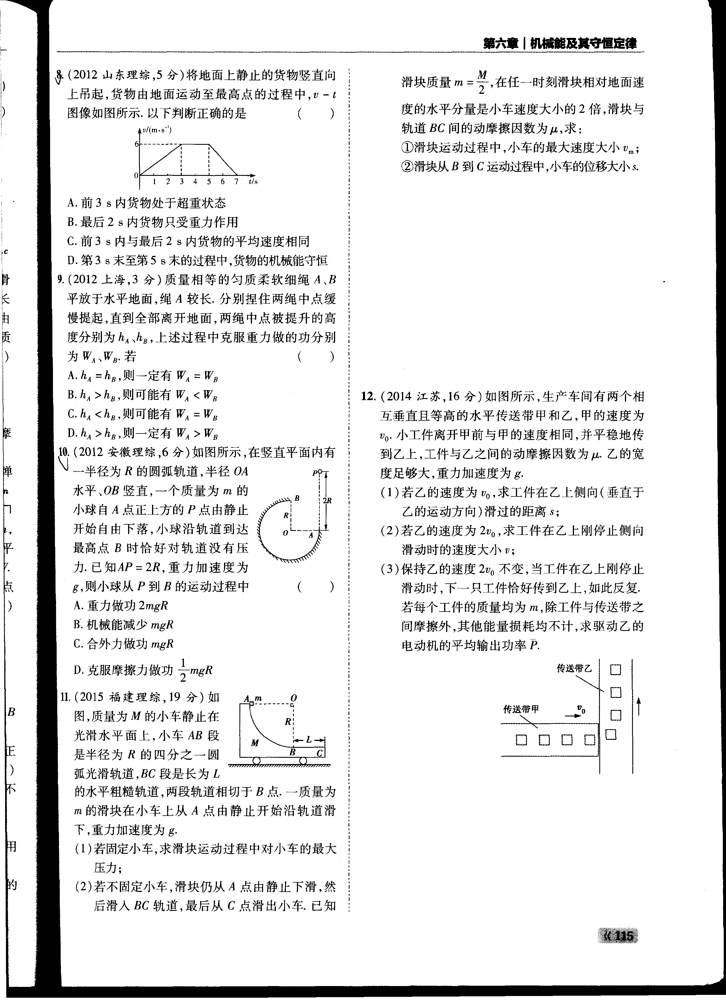 第六章 | 机械能及其守恒定律
8. (2012 山东理综,5 分)将地面上静止的货物竖直向
上吊起,货物由地面运动至最高点的过程中,v - t
图像如图所示. 以下判断正确的是 ( )
v/(m·s⁻¹)
6
0 1 2 3 4 5 6 7 t/s
A. 前 3 s 内货物处于超重状态
B. 最后 2 s 内货物只受重力作用
C. 前 3 s 内与最后 2 s 内货物的平均速度相同
D. 第 3 s 末至第 5 s 末的过程中,货物的机械能守恒
9. (2012 上海,3 分)质量相等的匀质柔软细绳 A、B
平放于水平地面,绳 A 较长. 分别捏住两绳中点缓
慢提起,直到全部离开地面,两绳中点被提升的高
度分别为 h_A、h_B,上述过程中克服重力做的功分别
为 W_A、W_B. 若 ( )
A. h_A = h_B,则一定有 W_A = W_B
B. h_A > h_B,则可能有 W_A < W_B
C. h_A < h_B,则可能有 W_A = W_B
D. h_A > h_B,则一定有 W_A > W_B
10. (2012 安徽理综,6 分)如图所示,在竖直平面内有
一半径为 R 的圆弧轨道,半径 OA
水平、OB 竖直,一个质量为 m 的
小球自 A 点正上方的 P 点由静止
开始自由下落,小球沿轨道到达
最高点 B 时恰好对轨道没有压
力. 已知 AP = 2R,重力加速度为
g,则小球从 P 到 B 的运动过程中 ( )
P
B
2R
R
O
A
A. 重力做功 2mgR
B. 机械能减少 mgR
C. 合外力做功 mgR
D. 克服摩擦力做功 1/2 mgR
11. (2015 福建理综,19 分)如
图,质量为 M 的小车静止在
光滑水平面上,小车 AB 段
是半径为 R 的四分之一圆
弧光滑轨道,BC 段是长为 L
A m O
R
M
L
B C
的水平粗糙轨道,两段轨道相切于 B 点. 一质量为
m 的滑块在小车上从 A 点由静止开始沿轨道滑
下,重力加速度为 g.
(1)若固定小车,求滑块运动过程中对小车的最大
压力;
(2)若不固定小车,滑块仍从 A 点由静止下滑,然
后滑入 BC 轨道,最后从 C 点滑出小车. 已知
滑块质量 m = M/2,在任一时刻滑块相对地面速
度的水平分量是小车速度大小的 2 倍,滑块与
轨道 BC 间的动摩擦因数为 μ,求:
①滑块运动过程中,小车的最大速度大小 v_m;
②滑块从 B 到 C 运动过程中,小车的位移大小 s.
12. (2014 江苏,16 分)如图所示,生产车间有两个相
互垂直且等高的水平传送带甲和乙,甲的速度为
v₀. 小工件离开甲前与甲的速度相同,并平稳地传
到乙上,工件与乙之间的动摩擦因数为 μ. 乙的宽
度足够大,重力加速度为 g.
(1)若乙的速度为 v₀,求工件在乙上侧向(垂直于
乙的运动方向)滑过的距离 s;
(2)若乙的速度为 2v₀,求工件在乙上刚停止侧向
滑动时的速度大小 v;
(3)保持乙的速度 2v₀ 不变,当工件在乙上刚停止
滑动时,下一只工件恰好传到乙上,如此反复.
若每个工件的质量均为 m,除工件与传送带之
间摩擦外,其他能量损耗均不计,求驱动乙的
电动机的平均输出功率 P̄.
传送带乙
传送带甲
v₀
« 115
c
骨
长
由
质
)
摩
弹
n
平
点
)
B
正
)
不
用
的